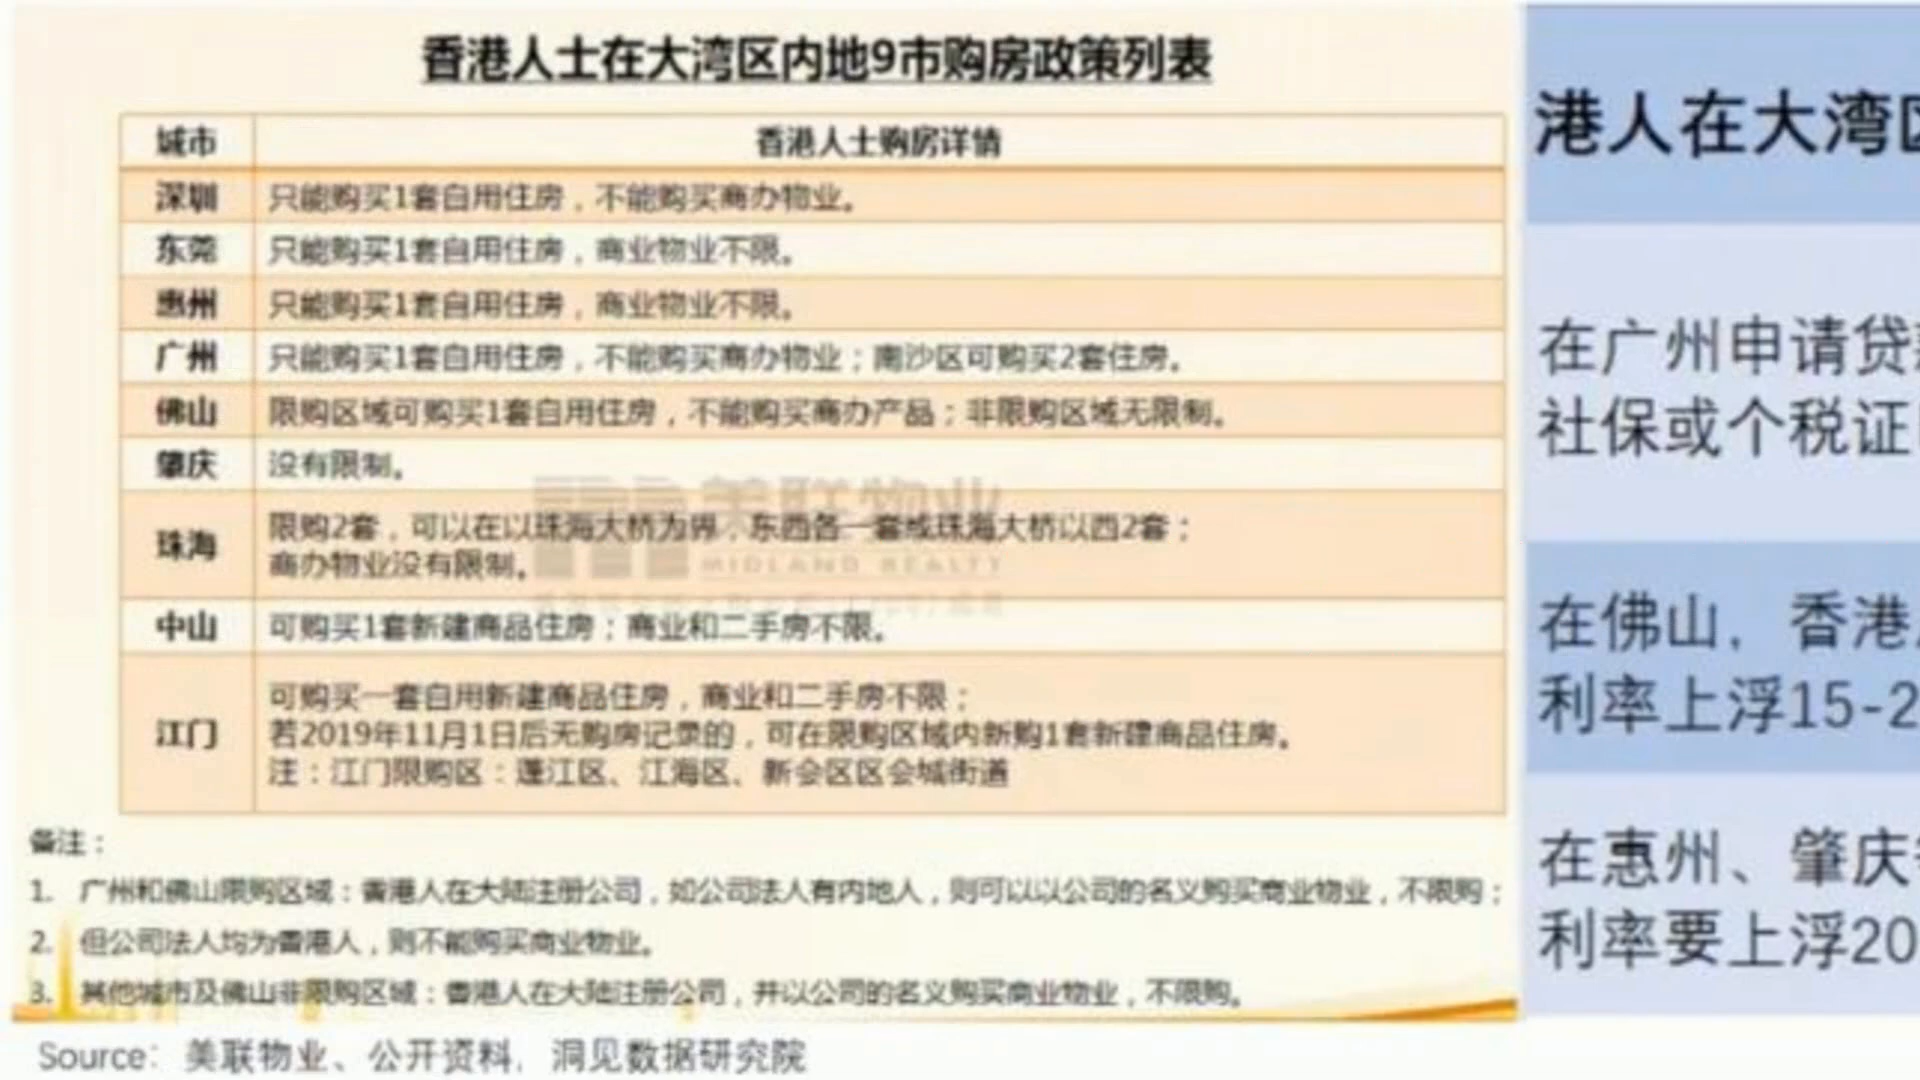 香港人士在大湾区内地9市购房政策列表
城市 香港人士购房详情
深圳 只能购买1套自用住房，不能购买商办物业。
东莞 只能购买1套自用住房，商业物业不限。
惠州 只能购买1套自用住房，商业物业不限。
广州 只能购买1套自用住房，不能购买商办物业；南沙区可购买2套住房。
佛山 限购区域可购买1套自用住房，不能购买商办产品；非限购区域无限制。
肇庆 没有限制。
珠海 限购2套，可以在以珠海大桥为界，东西各一套或珠海大桥以西2套；
商办物业没有限制。
美联物业
MIDLAND REALTY
中山 可购买1套新建商品住房；商业和二手房不限。
江门 可购买一套自用新建商品住房，商业和二手房不限；
若2019年11月1日后无购房记录的，可在限购区域内新购1套新建商品住房。
注：江门限购区：蓬江区、江海区、新会区区会城街道
备注：
1. 广州和佛山限购区域：香港人在大陆注册公司，如公司法人有内地人，则可以以公司的名义购买商业物业，不限购；
2. 但公司法人均为香港人，则不能购买商业物业。
3. 其他城市及佛山非限购区域：香港人在大陆注册公司，并以公司的名义购买商业物业，不限购。
Source：美联物业、公开资料，洞见数据研究院
港人在大湾区
在广州申请贷
社保或个税证
在佛山，香港
利率上浮15-2
在惠州、肇庆
利率要上浮20